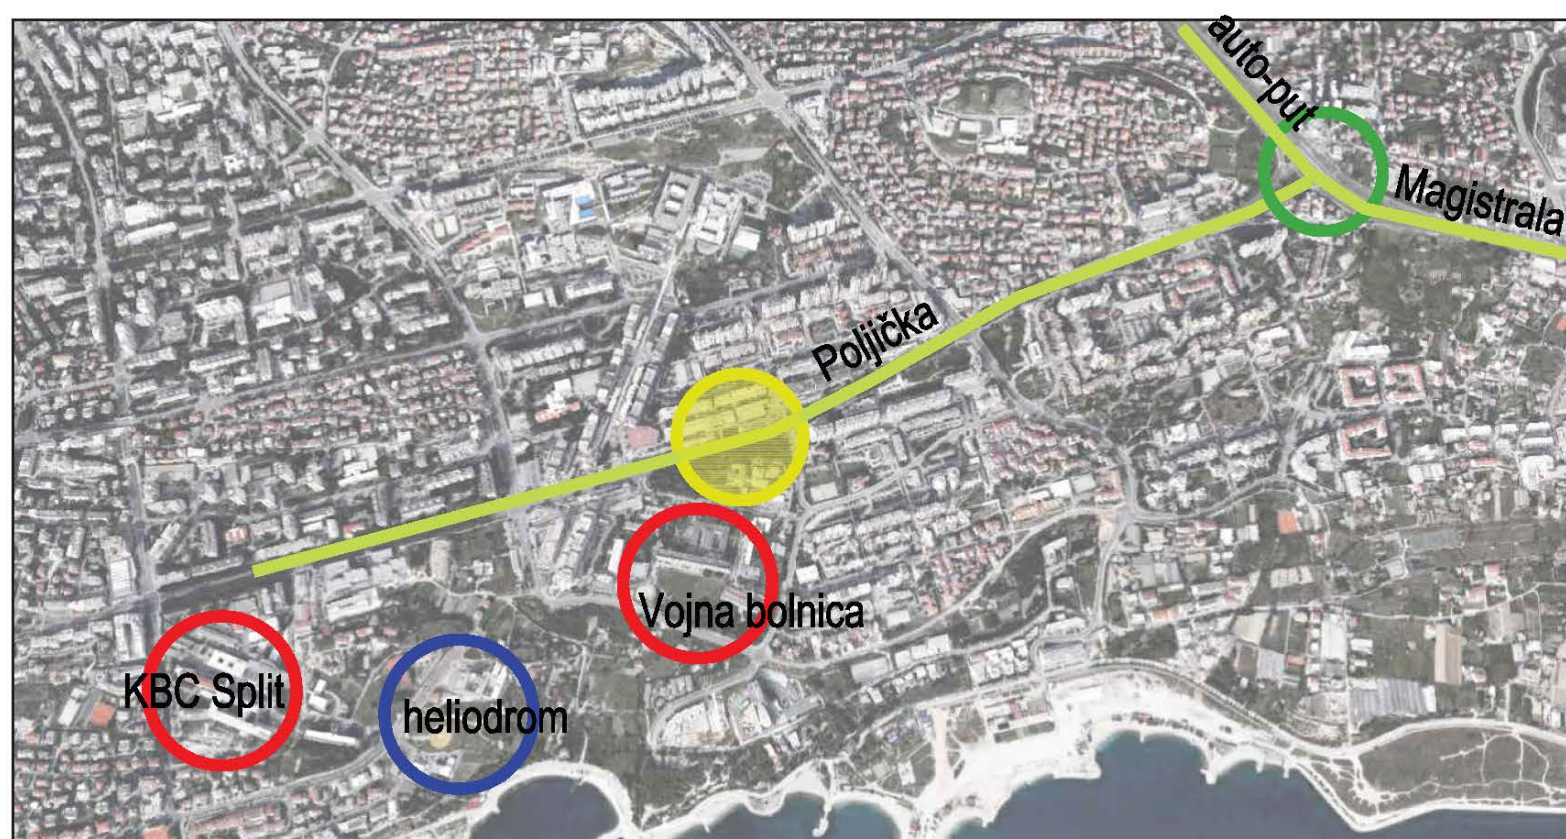 auto-put
Magistrala
Poljička
Vojna bolnica
KBC Split
heliodrom